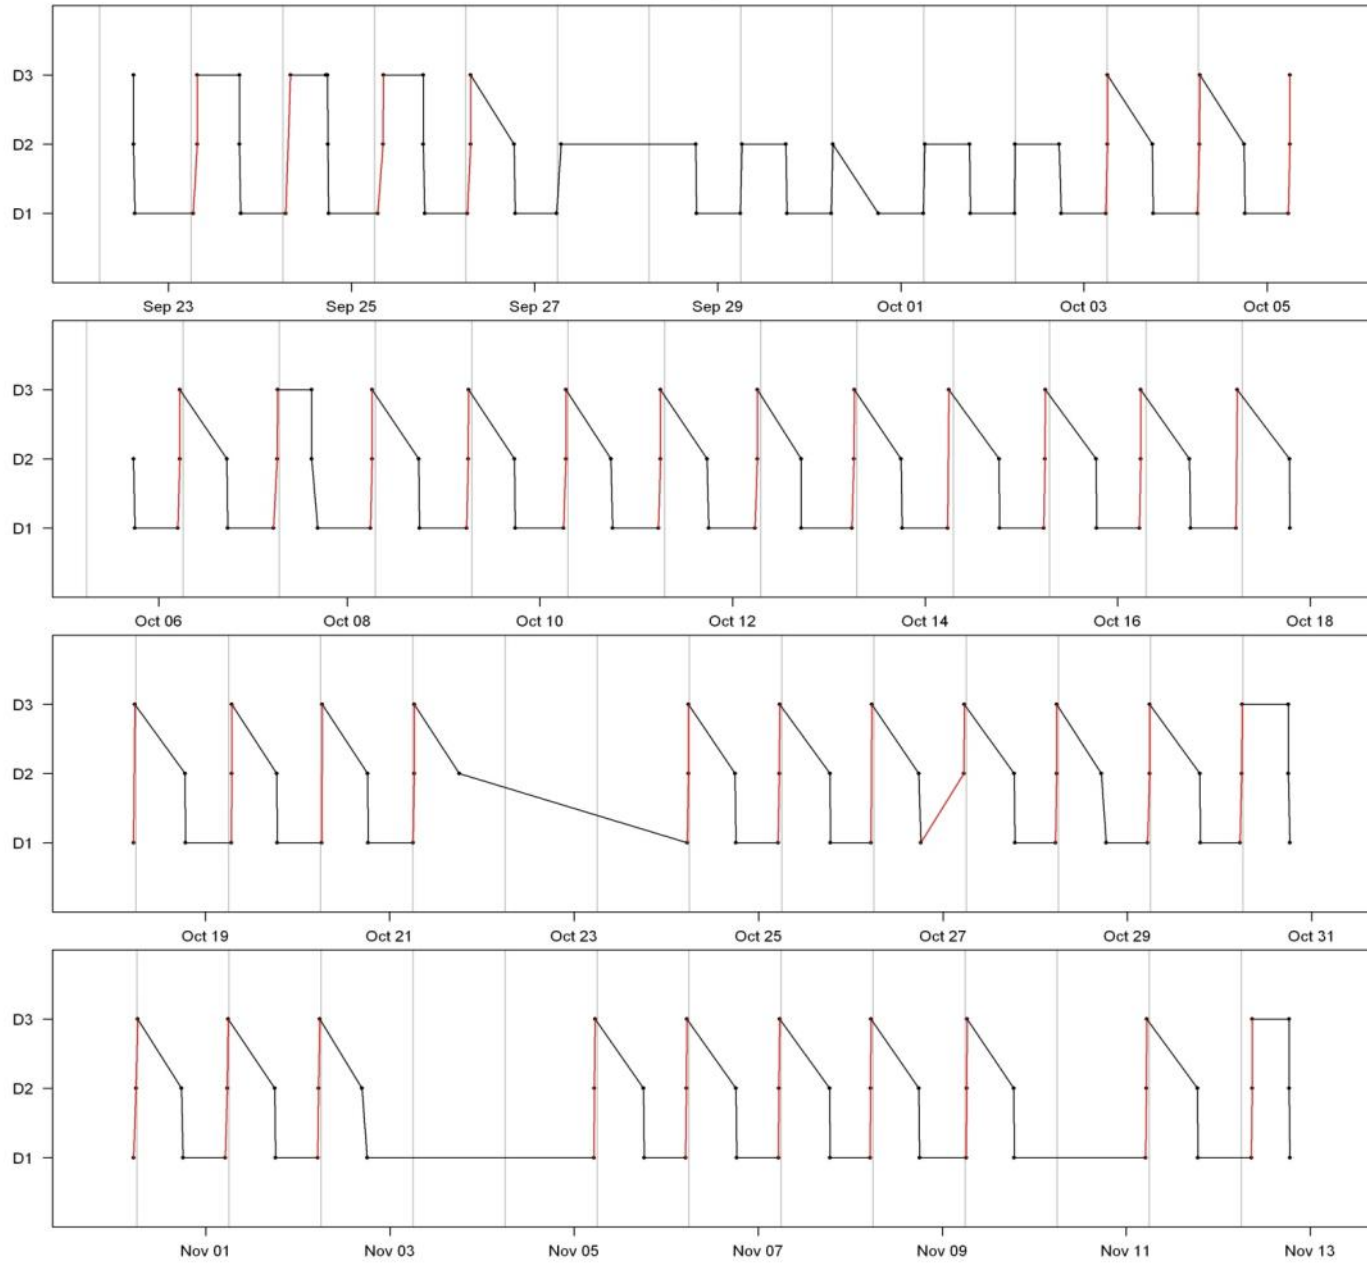 D3
D2
D1
Sep 23 Sep 25 Sep 27 Sep 29 Oct 01 Oct 03 Oct 05
D3
D2
D1
Oct 06 Oct 08 Oct 10 Oct 12 Oct 14 Oct 16 Oct 18
D3
D2
D1
Oct 19 Oct 21 Oct 23 Oct 25 Oct 27 Oct 29 Oct 31
D3
D2
D1
Nov 01 Nov 03 Nov 05 Nov 07 Nov 09 Nov 11 Nov 13